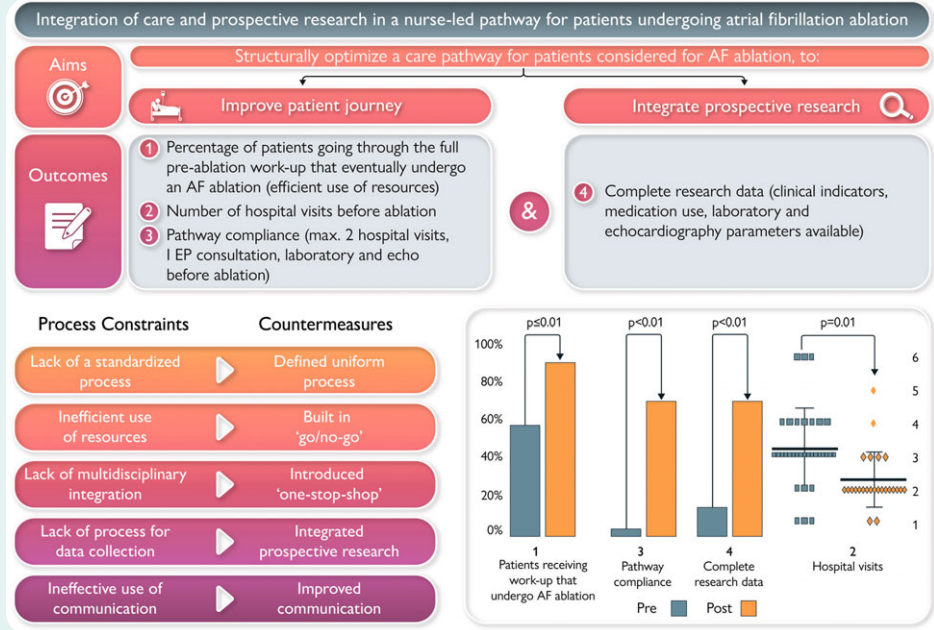 Integration of care and prospective research in a nurse-led pathway for patients undergoing atrial fibrillation ablation
Aims
Structurally optimize a care pathway for patients considered for AF ablation, to:
Improve patient journey
Integrate prospective research
Outcomes
1 Percentage of patients going through the full
pre-ablation work-up that eventually undergo
an AF ablation (efficient use of resources)
2 Number of hospital visits before ablation
3 Pathway compliance (max. 2 hospital visits,
1 EP consultation, laboratory and echo
before ablation)
&
4 Complete research data (clinical indicators,
medication use, laboratory and
echocardiography parameters available)
Process Constraints
Countermeasures
Lack of a standardized
process
Defined uniform
process
Inefficient use
of resources
Built in
‘go/no-go’
Lack of multidisciplinary
integration
Introduced
‘one-stop-shop’
Lack of process for
data collection
Integrated
prospective research
Ineffective use of
communication
Improved
communication
p≤0.01
p<0.01
p<0.01
p=0.01
100%
80%
60%
40%
20%
0%
6
5
4
3
2
1
1
Patients receiving
work-up that
undergo AF ablation
3
Pathway
compliance
4
Complete
research data
2
Hospital visits
Pre
Post